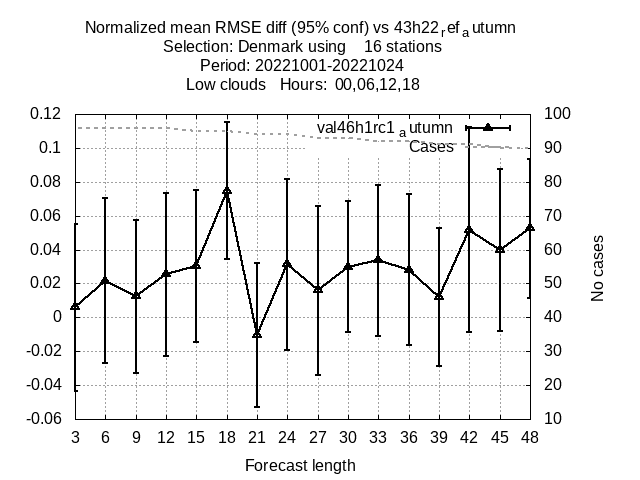 Normalized mean RMSE diff (95% conf) vs 43h22refautumn
Selection: Denmark using 16 stations
Period: 20221001-20221024
Low clouds Hours: 00,06,12,18
0.12 100
val46h1rc1autumn
Cases
0.1 90
0.08 80
0.06 70
0.04 60
0.02 50
0 40
-0.02 30
-0.04 20
-0.06 10
No cases
3 6 9 12 15 18 21 24 27 30 33 36 39 42 45 48
Forecast length